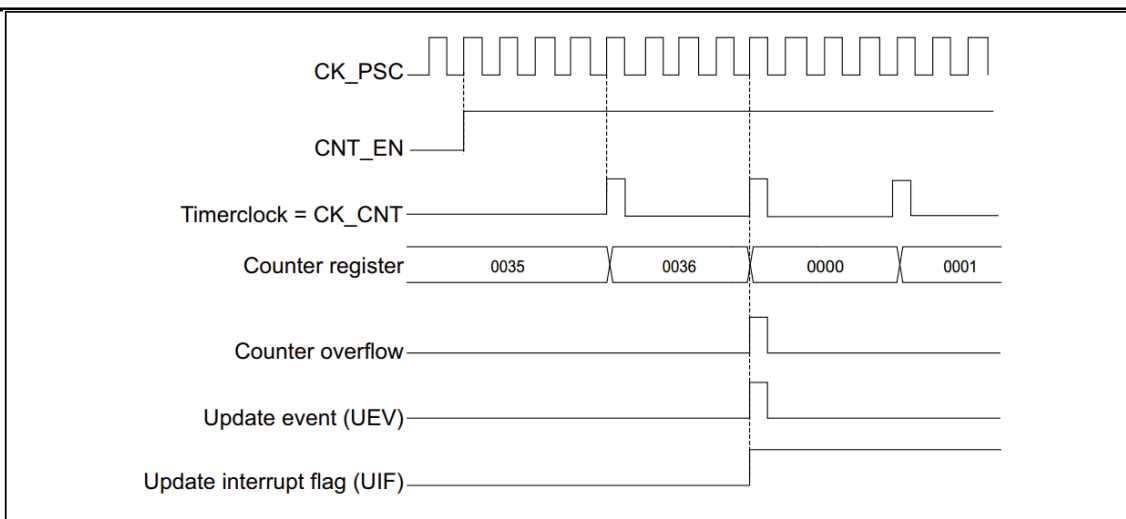 CK_PSC
CNT_EN
Timerclock = CK_CNT
Counter register 0035 0036 0000 0001
Counter overflow
Update event (UEV)
Update interrupt flag (UIF)